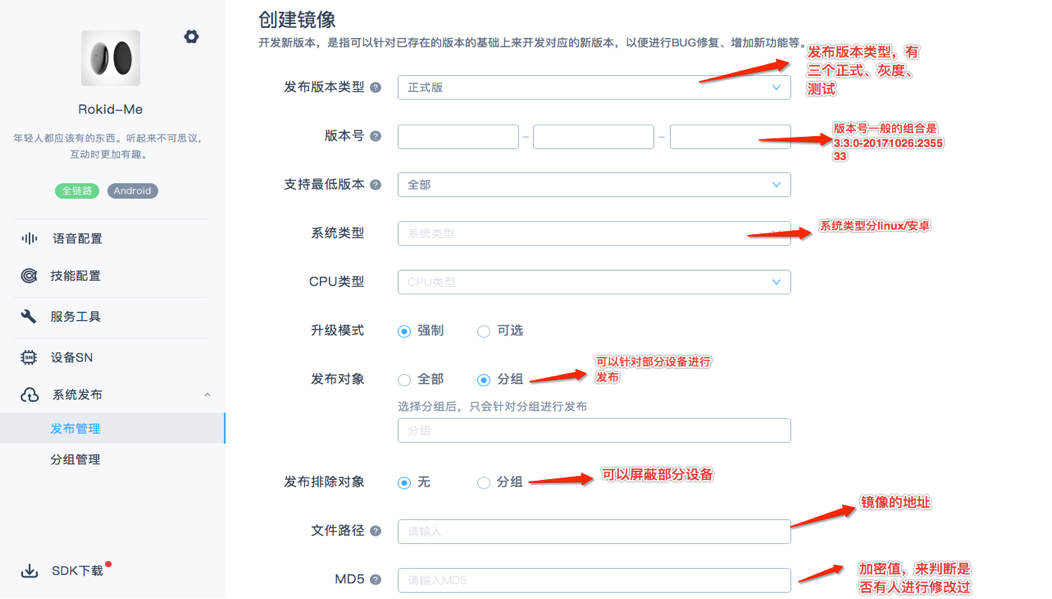 Rokid-Me
年轻人都应该有的东西。听起来不可思议，
互动时更加有趣。
全链路
Android
语音配置
技能配置
服务工具
设备SN
系统发布
发布管理
分组管理
SDK下载
创建镜像
开发新版本，是指可以针对已存在的版本的基础上来开发对应的新版本，以便进行BUG修复、增加新功能等。
发布版本类型 ?
正式版
发布版本类型，有
三个正式、灰度、
测试
版本号 ?
版本号一般的组合是
3.3.0-20171026.2355
33
支持最低版本 ?
全部
系统类型
系统类型
系统类型分linux/安卓
CPU类型
CPU类型
升级模式
强制
可选
发布对象
全部
分组
可以针对部分设备进行
发布
选择分组后，只会针对分组进行发布
分组
发布排除对象
无
分组
可以屏蔽部分设备
文件路径 ?
请输入
镜像的地址
MD5 ?
请输入MD5
加密值，来判断是
否有人进行修改过